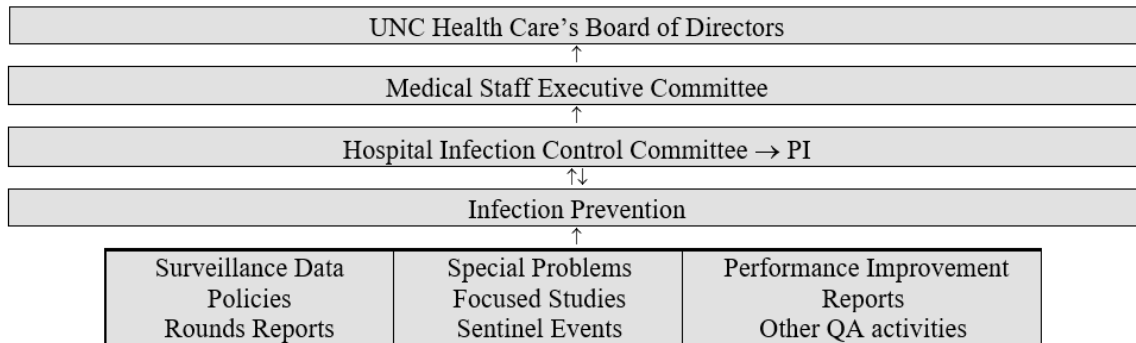 UNC Health Care's Board of Directors
↑
Medical Staff Executive Committee
↑
Hospital Infection Control Committee → PI
↑↓
Infection Prevention
↑
Surveillance Data
Policies
Rounds Reports
Special Problems
Focused Studies
Sentinel Events
Performance Improvement
Reports
Other QA activities